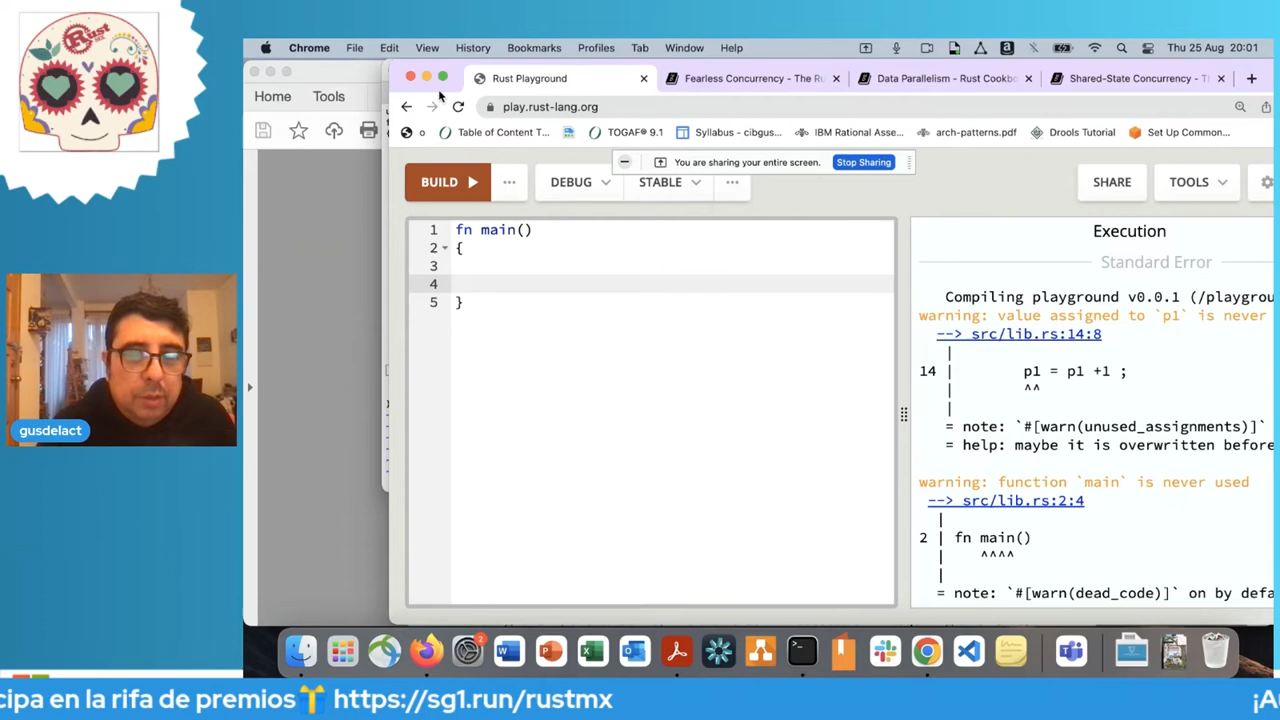 Rust
Chrome File Edit View History Bookmarks Profiles Tab Window Help Thu 25 Aug 20:01
Rust Playground
Fearless Concurrency - The Ru
Data Parallelism - Rust Cookbo
Shared-State Concurrency - Th
Home Tools
play.rust-lang.org
o Table of Content T... TOGAF® 9.1 Syllabus - cibgus... IBM Rational Asse... arch-patterns.pdf Drools Tutorial Set Up Common...
You are sharing your entire screen. Stop Sharing
BUILD DEBUG STABLE SHARE TOOLS
1 fn main()
2 {
3
4
5 }
Execution
Standard Error
Compiling playground v0.0.1 (/playgrou
warning: value assigned to `p1` is never
--> src/lib.rs:14:8
|
14 | p1 = p1 +1 ;
| ^^
|
= note: `#[warn(unused_assignments)]`
= help: maybe it is overwritten before
warning: function `main` is never used
--> src/lib.rs:2:4
|
2 | fn main()
| ^^^^
|
= note: `#[warn(dead_code)]` on by defa
gusdelact
2
cipa en la rifa de premios https://sg1.run/rustmx